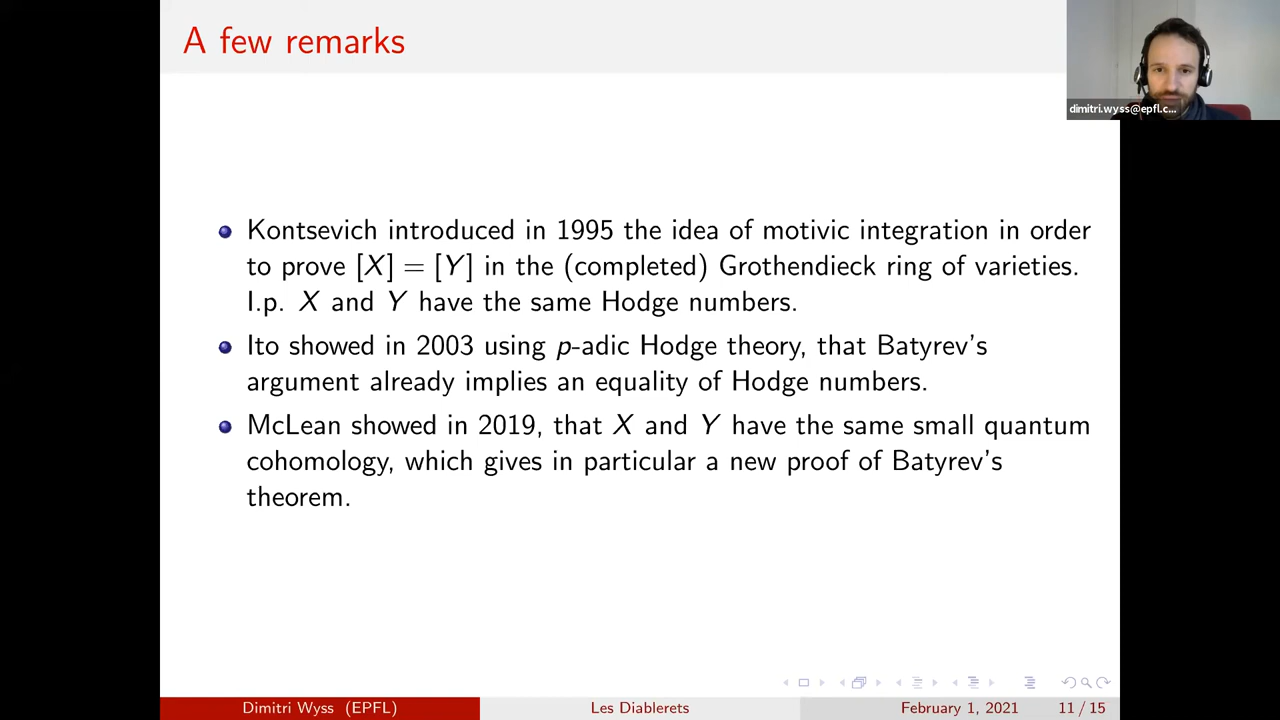 A few remarks
dimitri.wyss@epfl.c...
Kontsevich introduced in 1995 the idea of motivic integration in order
to prove [X] = [Y] in the (completed) Grothendieck ring of varieties.
I.p. X and Y have the same Hodge numbers.
Ito showed in 2003 using p-adic Hodge theory, that Batyrev's
argument already implies an equality of Hodge numbers.
McLean showed in 2019, that X and Y have the same small quantum
cohomology, which gives in particular a new proof of Batyrev's
theorem.
Dimitri Wyss (EPFL)
Les Diablerets
February 1, 2021
11 / 15